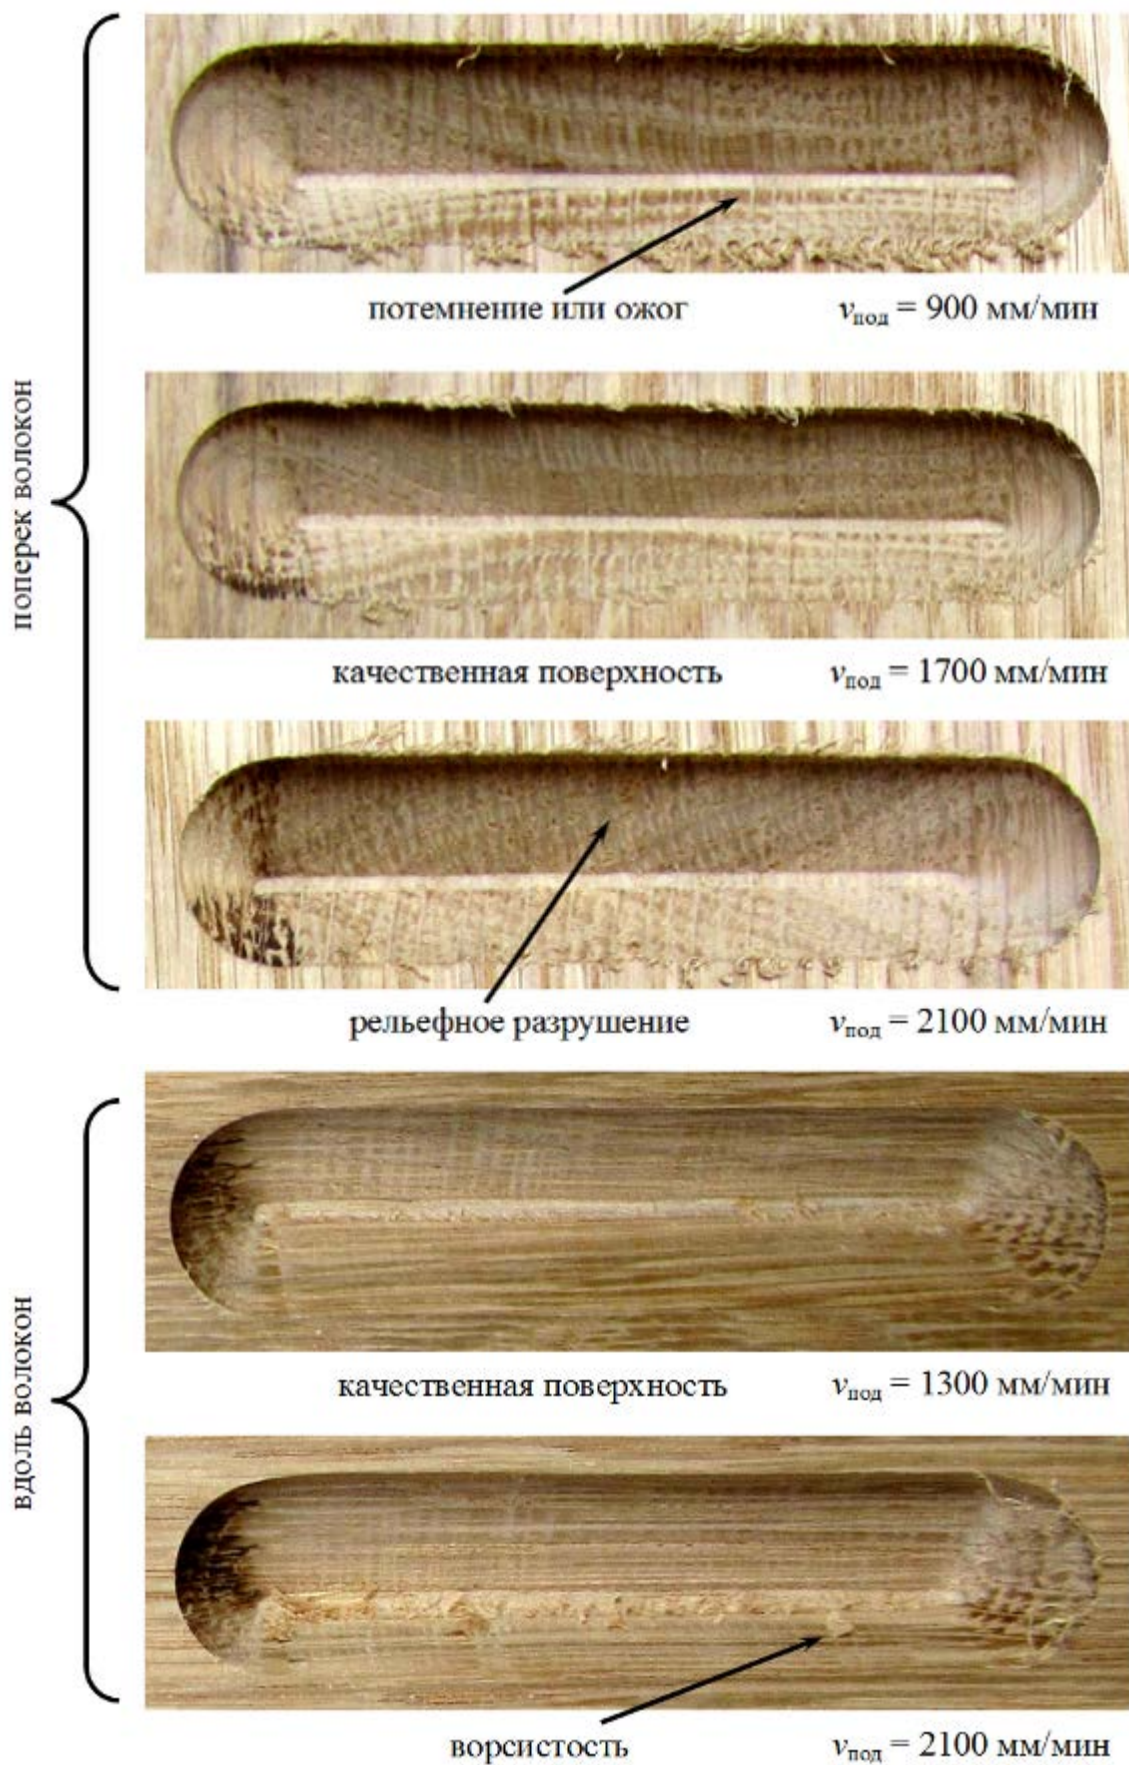 поперек волокон
потемнение или ожог
vпод = 900 мм/мин
качественная поверхность
vпод = 1700 мм/мин
рельефное разрушение
vпод = 2100 мм/мин
вдоль волокон
качественная поверхность
vпод = 1300 мм/мин
ворсистость
vпод = 2100 мм/мин